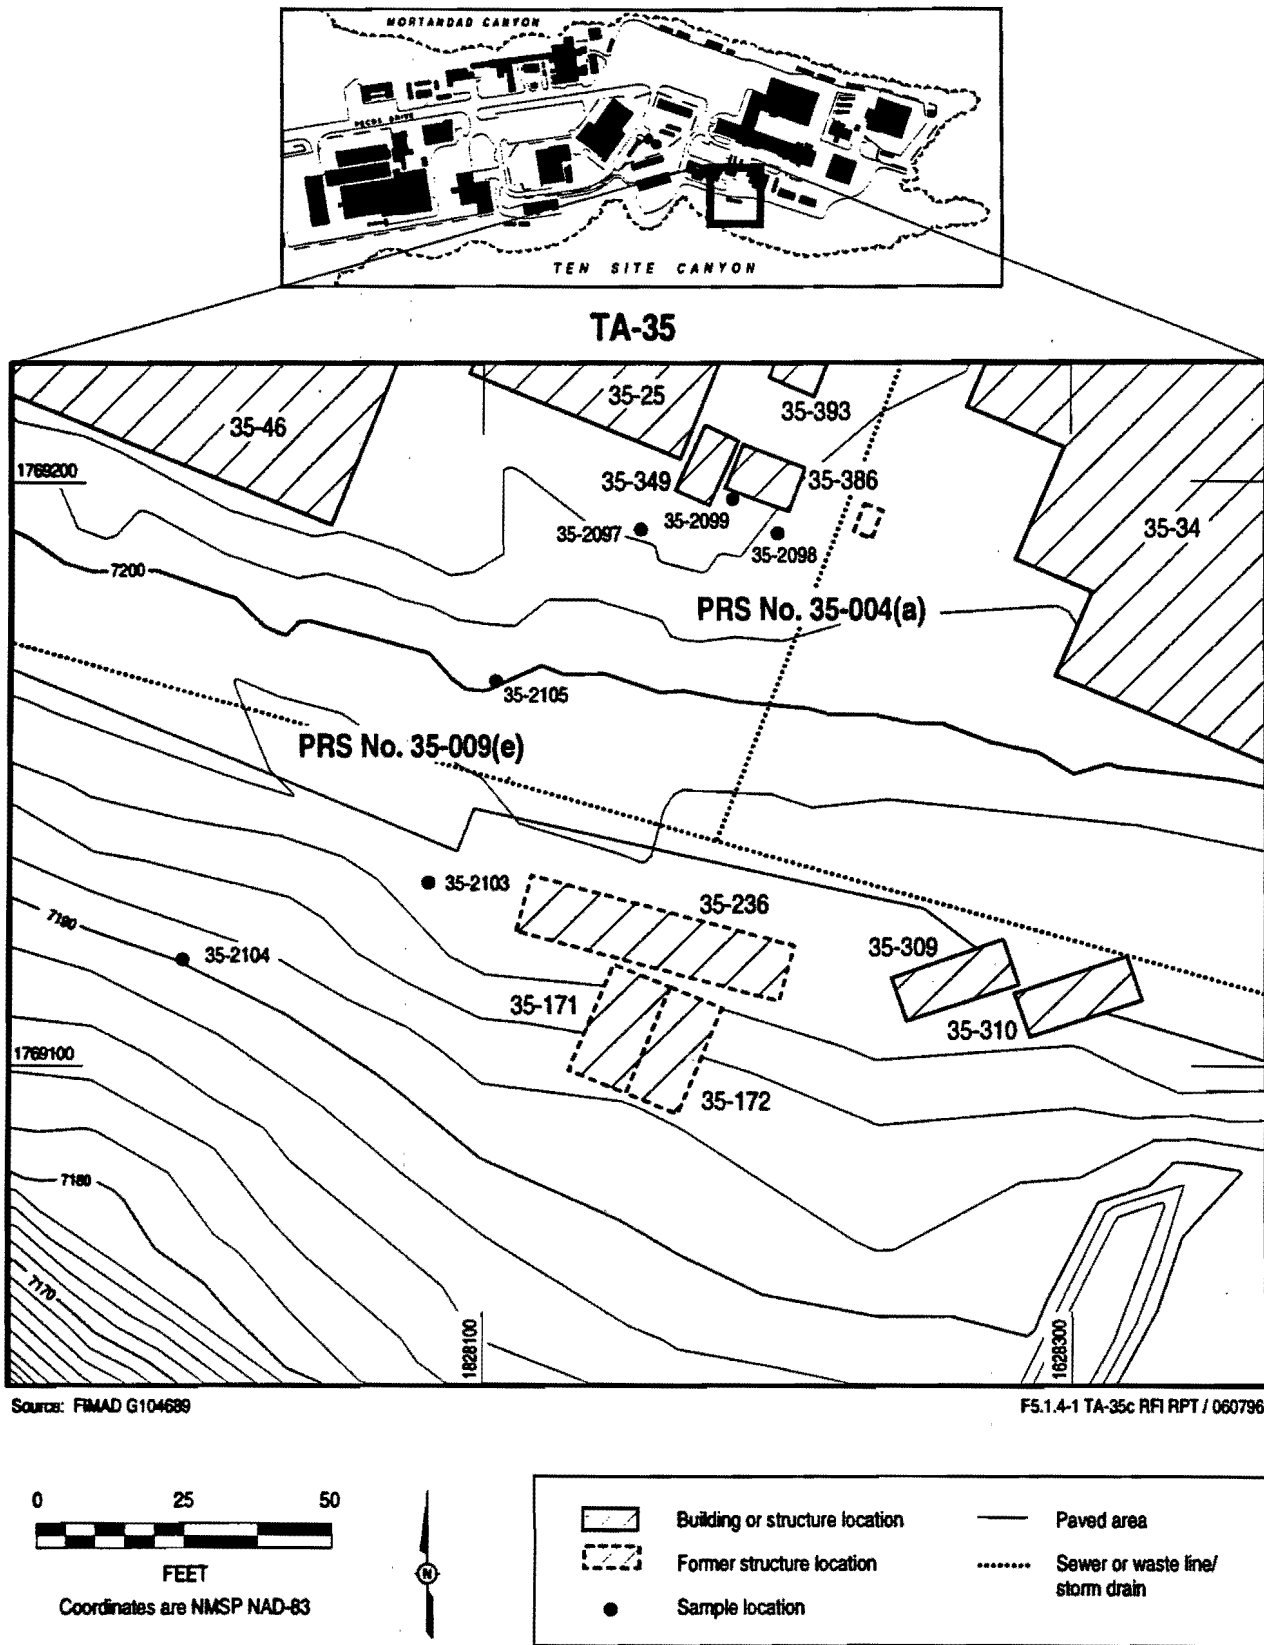 MORTANDAD CANYON
PECOS DRIVE
TEN SITE CANYON
TA-35
35-46
35-25
35-393
1769200
35-349
35-386
35-2099
35-2097
35-2098
35-34
7200
PRS No. 35-004(a)
35-2105
PRS No. 35-009(e)
35-2103
35-236
7190
35-2104
35-309
35-171
35-310
1769100
35-172
7180
7170
1628100
1628300
Source: FIMAD G104689
F5.1.4-1 TA-35c RFI RPT / 060796
0 25 50
FEET
Coordinates are NMSP NAD-83
N
Building or structure location
Former structure location
Sample location
Paved area
Sewer or waste line/
storm drain